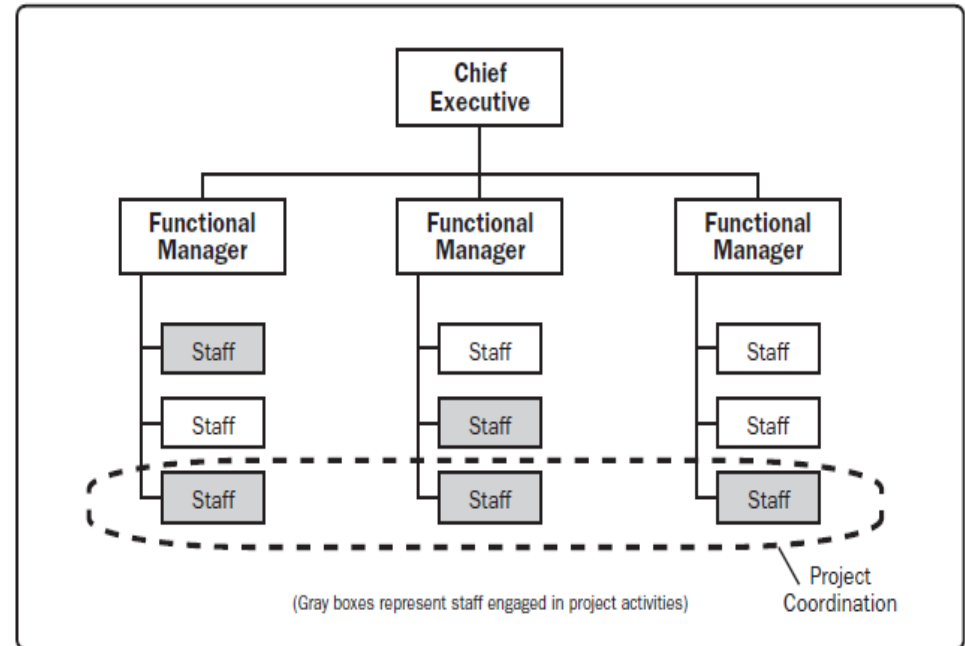 Chief
Executive
Functional
Manager
Functional
Manager
Functional
Manager
Staff
Staff
Staff
Staff
Staff
Staff
Staff
Staff
Staff
Project
Coordination
(Gray boxes represent staff engaged in project activities)